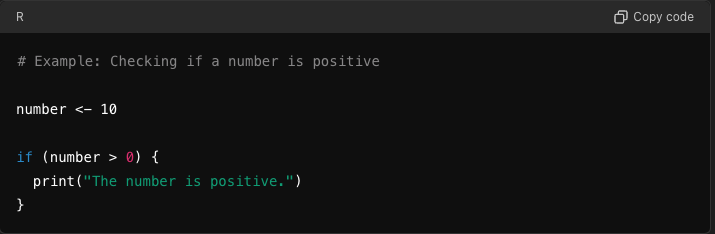 R
Copy code
# Example: Checking if a number is positive
number <- 10
if (number > 0) {
  print("The number is positive.")
}